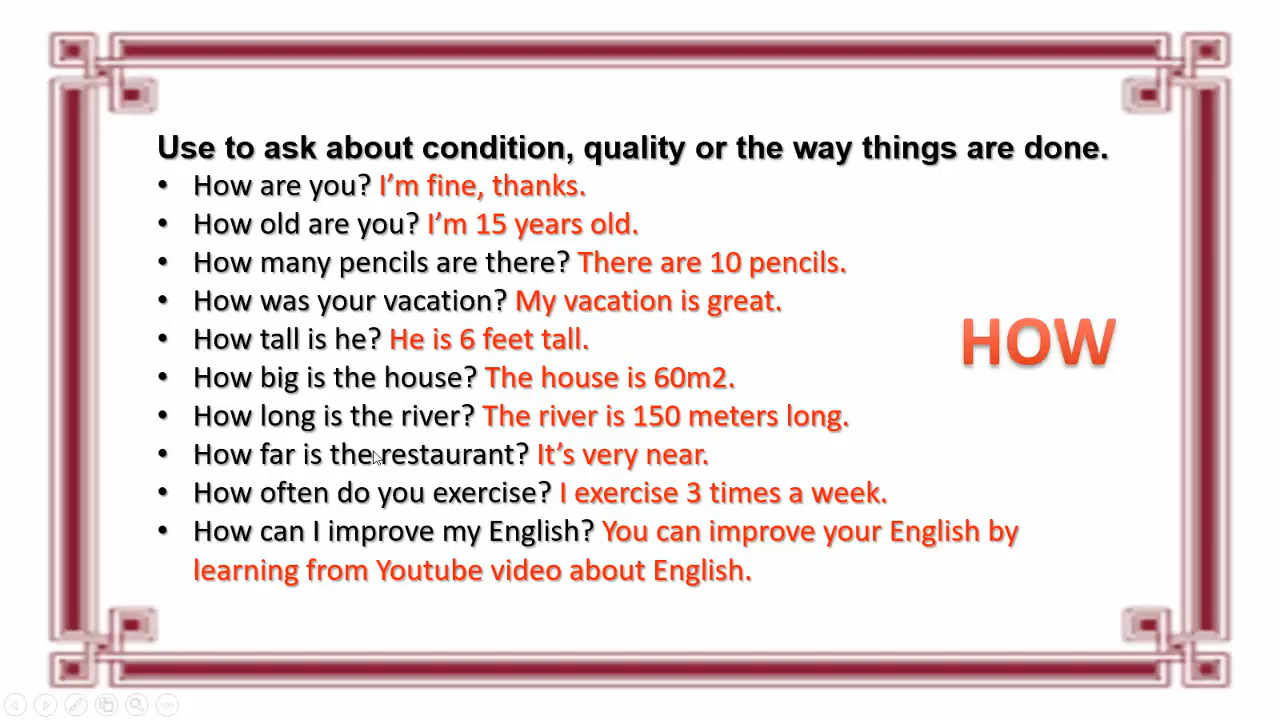 Use to ask about condition, quality or the way things are done.
• How are you? I’m fine, thanks.
• How old are you? I’m 15 years old.
• How many pencils are there? There are 10 pencils.
• How was your vacation? My vacation is great.
• How tall is he? He is 6 feet tall.
• How big is the house? The house is 60m2.
• How long is the river? The river is 150 meters long.
• How far is the restaurant? It’s very near.
• How often do you exercise? I exercise 3 times a week.
• How can I improve my English? You can improve your English by
learning from Youtube video about English.
HOW